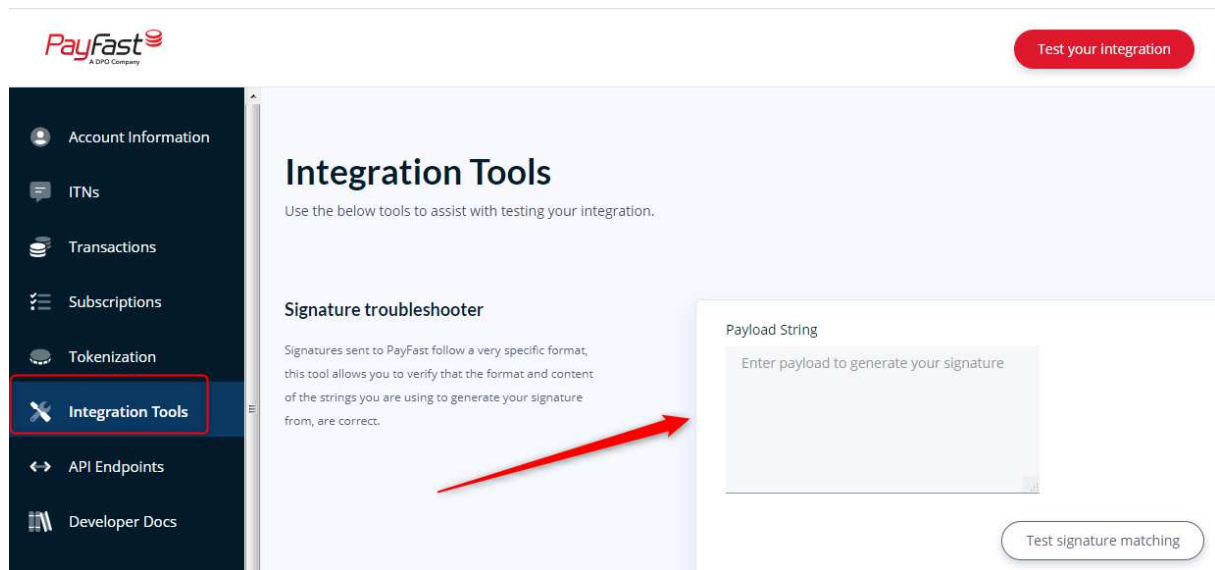 PayFast
A DPO Company
Test your integration
Account Information
ITNs
Transactions
Subscriptions
Tokenization
Integration Tools
API Endpoints
Developer Docs
Integration Tools
Use the below tools to assist with testing your integration.
Signature troubleshooter
Signatures sent to PayFast follow a very specific format,
this tool allows you to verify that the format and content
of the strings you are using to generate your signature
from, are correct.
Payload String
Enter payload to generate your signature
Test signature matching